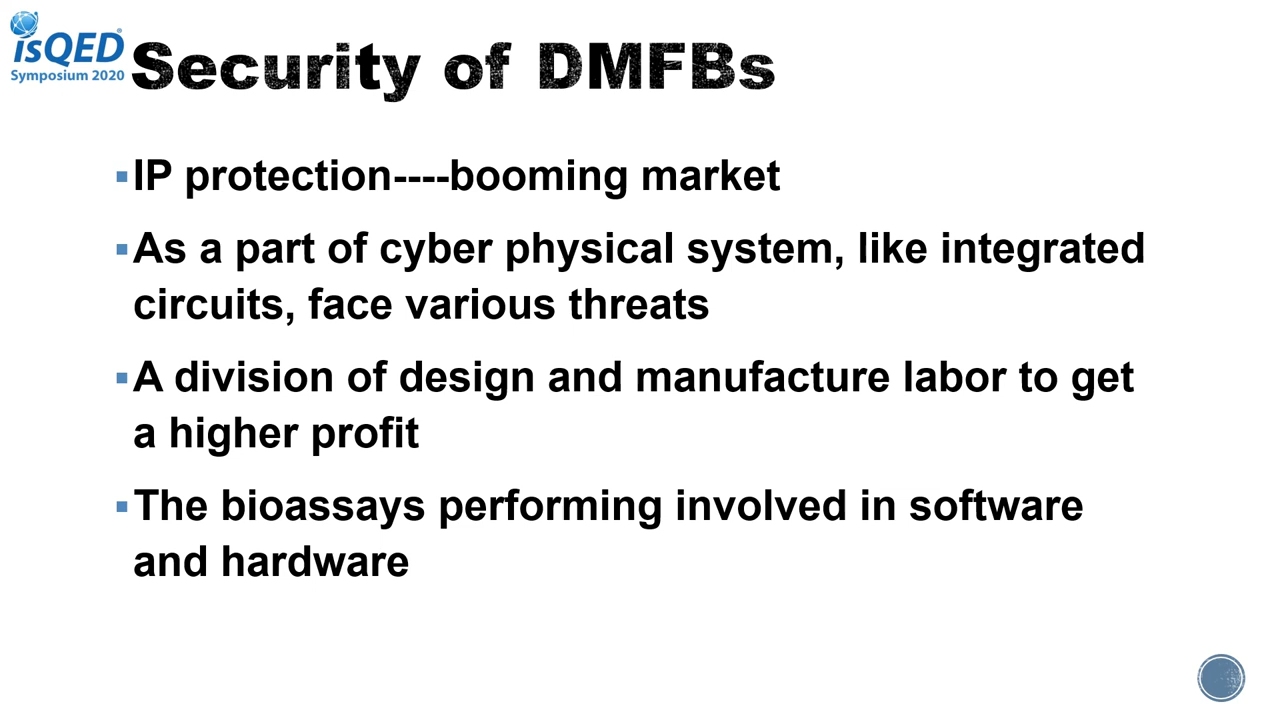 isQED®
Symposium 2020
Security of DMFBs
▪IP protection----booming market
▪As a part of cyber physical system, like integrated
circuits, face various threats
▪A division of design and manufacture labor to get
a higher profit
▪The bioassays performing involved in software
and hardware